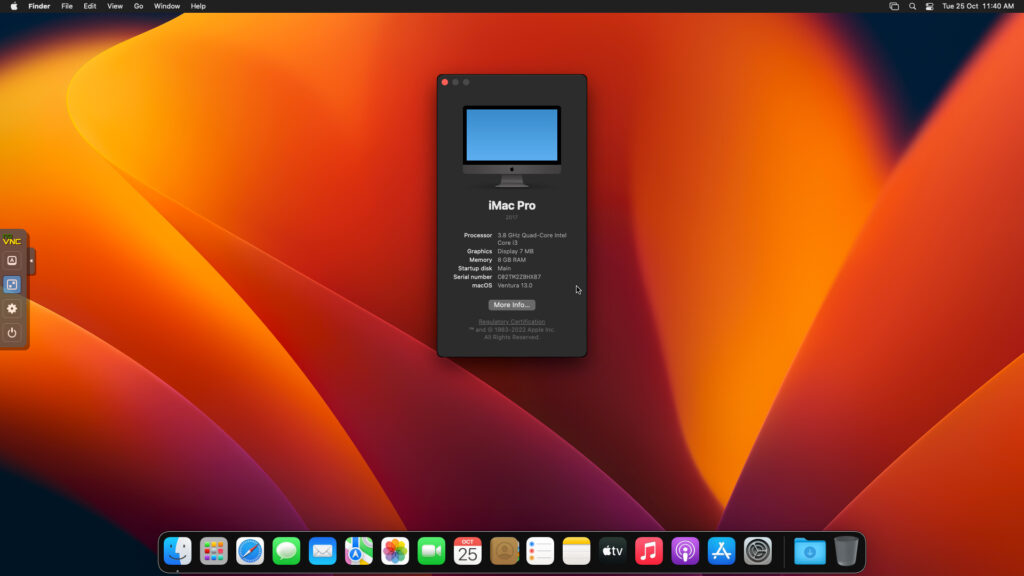 Finder File Edit View Go Window Help
Tue 25 Oct 11:40 AM
iMac Pro
2017
Processor 3.8 GHz Quad-Core Intel
Core i3
Graphics Display 7 MB
Memory 8 GB RAM
Startup disk Main
Serial number C02TM2ZBHX87
macOS Ventura 13.0
More Info...
Regulatory Certification
™ and © 1983-2022 Apple Inc.
All Rights Reserved.
VNC
A
OCT
25
tv